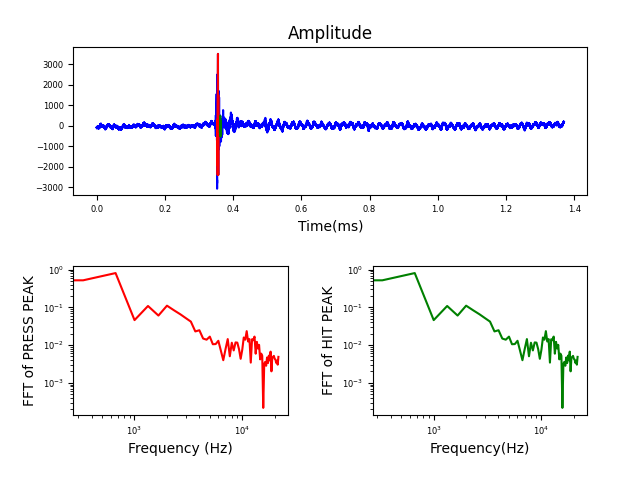 Amplitude
3000
2000
1000
0
−1000
−2000
−3000
0.0 0.2 0.4 0.6 0.8 1.0 1.2 1.4
Time(ms)
FFT of PRESS PEAK
10⁰
10⁻¹
10⁻²
10⁻³
10³ 10⁴
Frequency (Hz)
FFT of HIT PEAK
10⁰
10⁻¹
10⁻²
10⁻³
10³ 10⁴
Frequency(Hz)